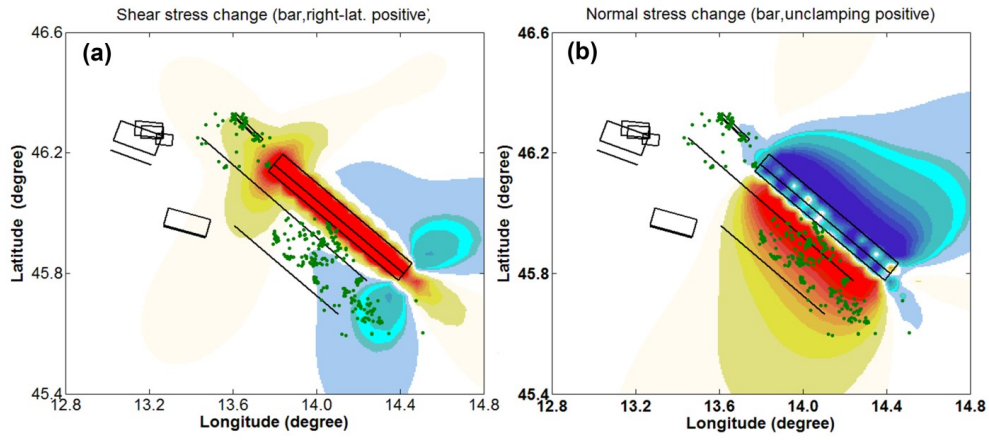 Shear stress change (bar,right-lat. positive)
(a)
46.6
46.2
45.8
45.4
Latitude (degree)
12.8 13.2 13.6 14.0 14.4 14.8
Longitude (degree)
Normal stress change (bar,unclamping positive)
(b)
46.6
46.2
45.8
45.4
Latitude (degree)
12.8 13.2 13.6 14.0 14.4 14.8
Longitude (degree)